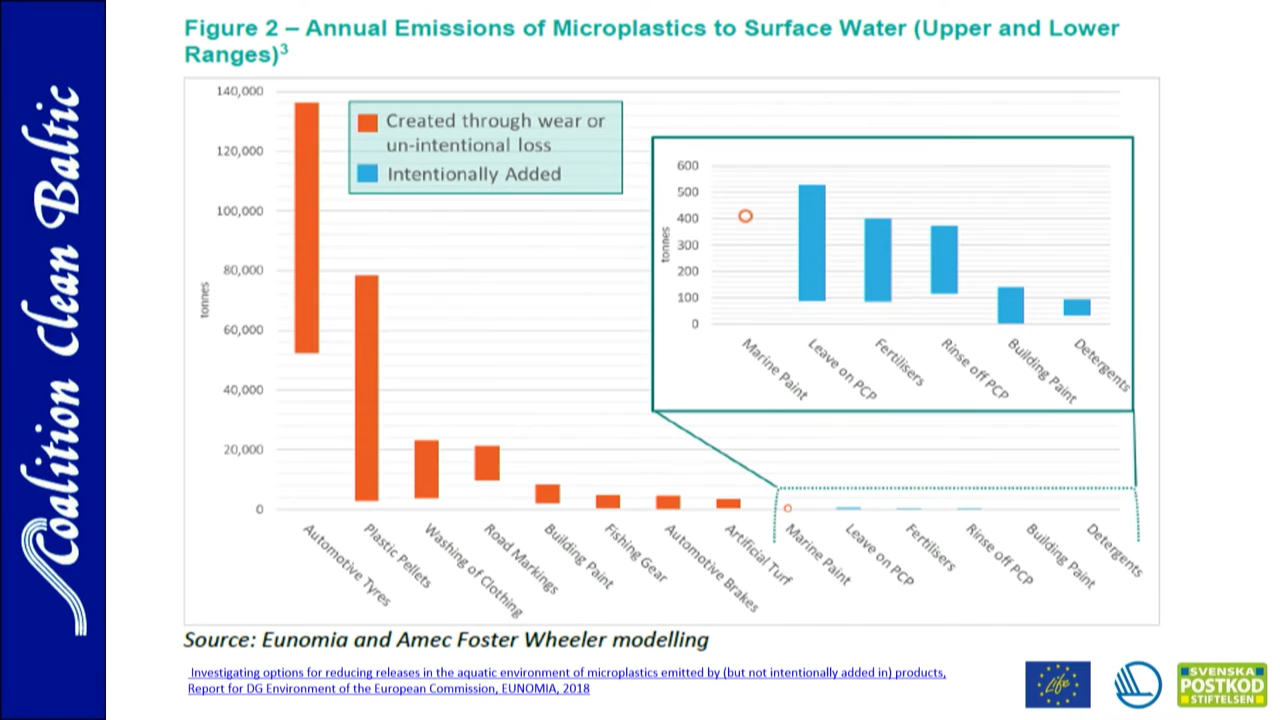 Coalition Clean Baltic
Figure 2 – Annual Emissions of Microplastics to Surface Water (Upper and Lower
Ranges)³
140,000
120,000
100,000
80,000
60,000
40,000
20,000
0
tonnes
Created through wear or
un-intentional loss
Intentionally Added
600
500
400
300
200
100
0
tonnes
Marine Paint
Leave on PCP
Fertilisers
Rinse off PCP
Building Paint
Detergents
Automotive Tyres
Plastic Pellets
Washing of Clothing
Road Markings
Building Paint
Fishing Gear
Automotive Brakes
Artificial Turf
Marine Paint
Leave on PCP
Fertilisers
Rinse off PCP
Building Paint
Detergents
Source: Eunomia and Amec Foster Wheeler modelling
Investigating options for reducing releases in the aquatic environment of microplastics emitted by (but not intentionally added in) products,
Report for DG Environment of the European Commission, EUNOMIA, 2018
Life
SVENSKA
POSTKOD
STIFTELSEN